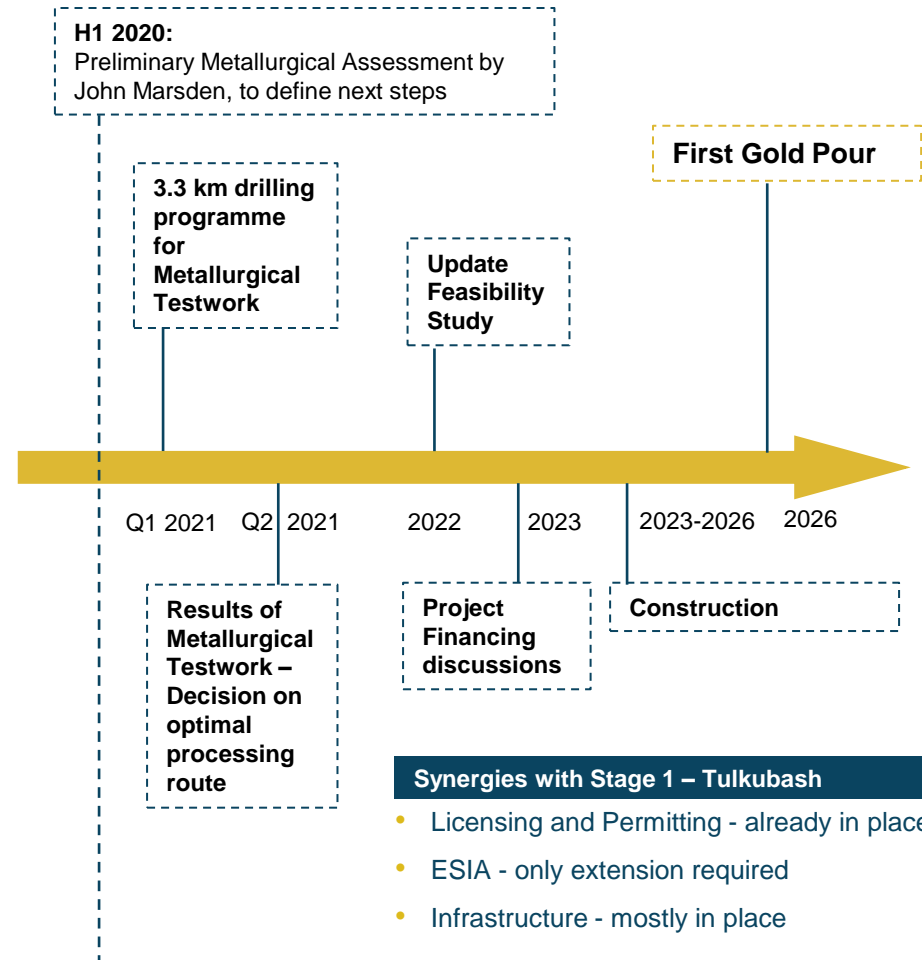 H1 2020:
Preliminary Metallurgical Assessment by
John Marsden, to define next steps
First Gold Pour
3.3 km drilling
programme
for
Metallurgical
Testwork
Update
Feasibility
Study
Q1 2021
Q2 2021
2022
2023
2023-2026
2026
Results of
Metallurgical
Testwork –
Decision on
optimal
processing
route
Project
Financing
discussions
Construction
Synergies with Stage 1 – Tulkubash
• Licensing and Permitting - already in place
• ESIA - only extension required
• Infrastructure - mostly in place